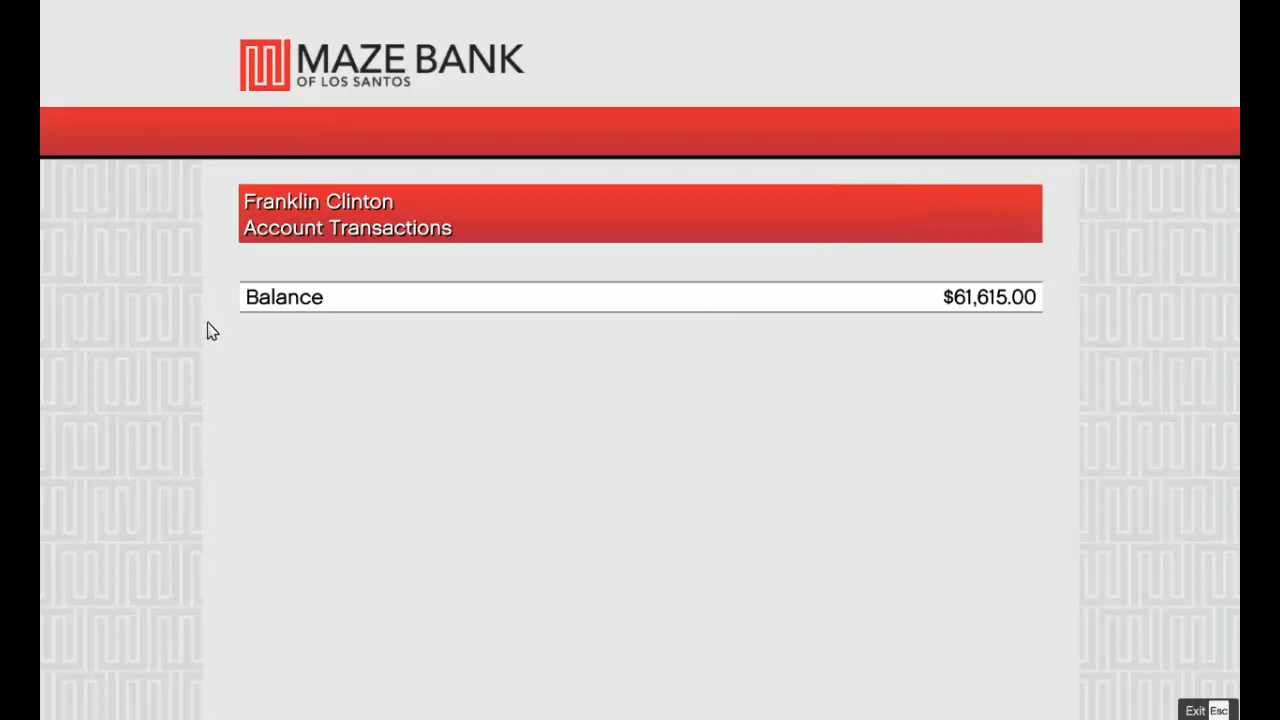 MAZE BANK
OF LOS SANTOS
Franklin Clinton
Account Transactions
Balance $61,615.00
Exit Esc